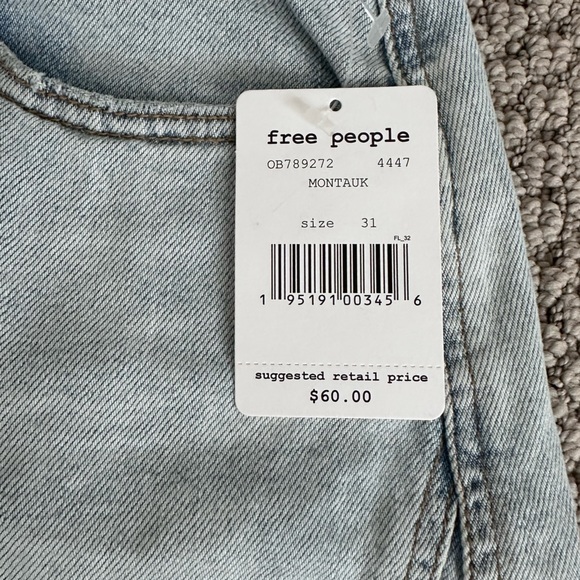 free people
OB789272 4447
MONTAUK
size 31
FL_32
1 95191 00345 6
suggested retail price
$60.00